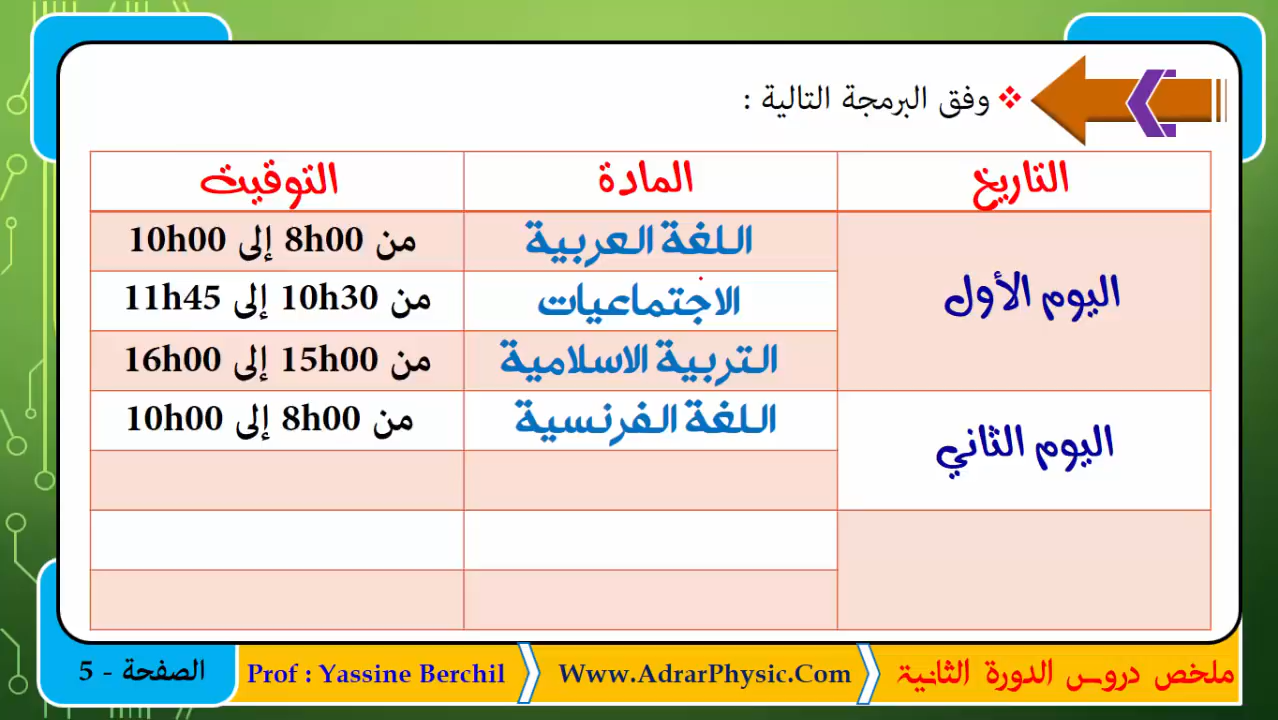 ❖ وفق البرمجة التالية :
التاريخ المادة التوقيت
اليوم الأول
اللغة العربية من 8h00 إلى 10h00
الاجتماعيات من 10h30 إلى 11h45
التربية الاسلامية من 15h00 إلى 16h00
اليوم الثاني
اللغة الفرنسية من 8h00 إلى 10h00
ملخص دروس الدورة الثانية Www.AdrarPhysic.Com Prof : Yassine Berchil الصفحة - 5